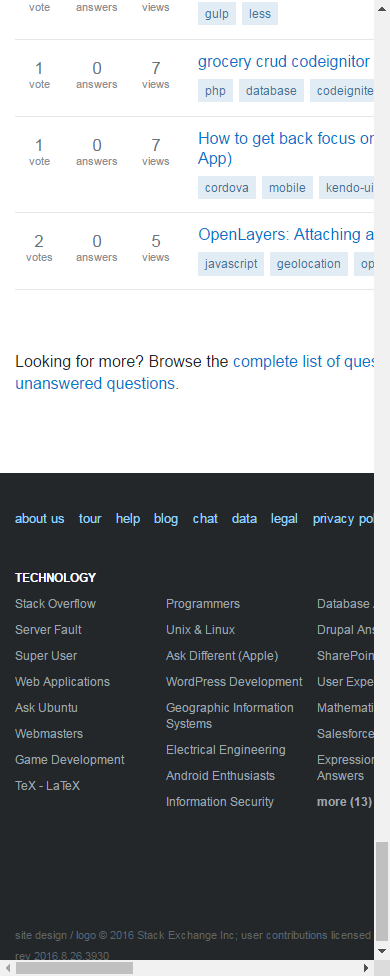 vote answers views
gulp less
1 0 7 grocery crud codeignitor
vote answers views php database codeignite
1 0 7 How to get back focus or
App)
vote answers views
cordova mobile kendo-ui
2 0 5 OpenLayers: Attaching a
votes answers views javascript geolocation op
Looking for more? Browse the complete list of ques
unanswered questions.
about us tour help blog chat data legal privacy pol
TECHNOLOGY
Stack Overflow Programmers Database
Server Fault Unix & Linux Drupal Ans
Super User Ask Different (Apple) SharePoin
Web Applications WordPress Development User Expe
Ask Ubuntu Geographic Information Mathemati
Systems
Webmasters Salesforce
Game Development Electrical Engineering Expression
Answers
TeX - LaTeX Android Enthusiasts
Information Security more (13)
site design / logo © 2016 Stack Exchange Inc; user contributions licensed
rev 2016.8.26.3930